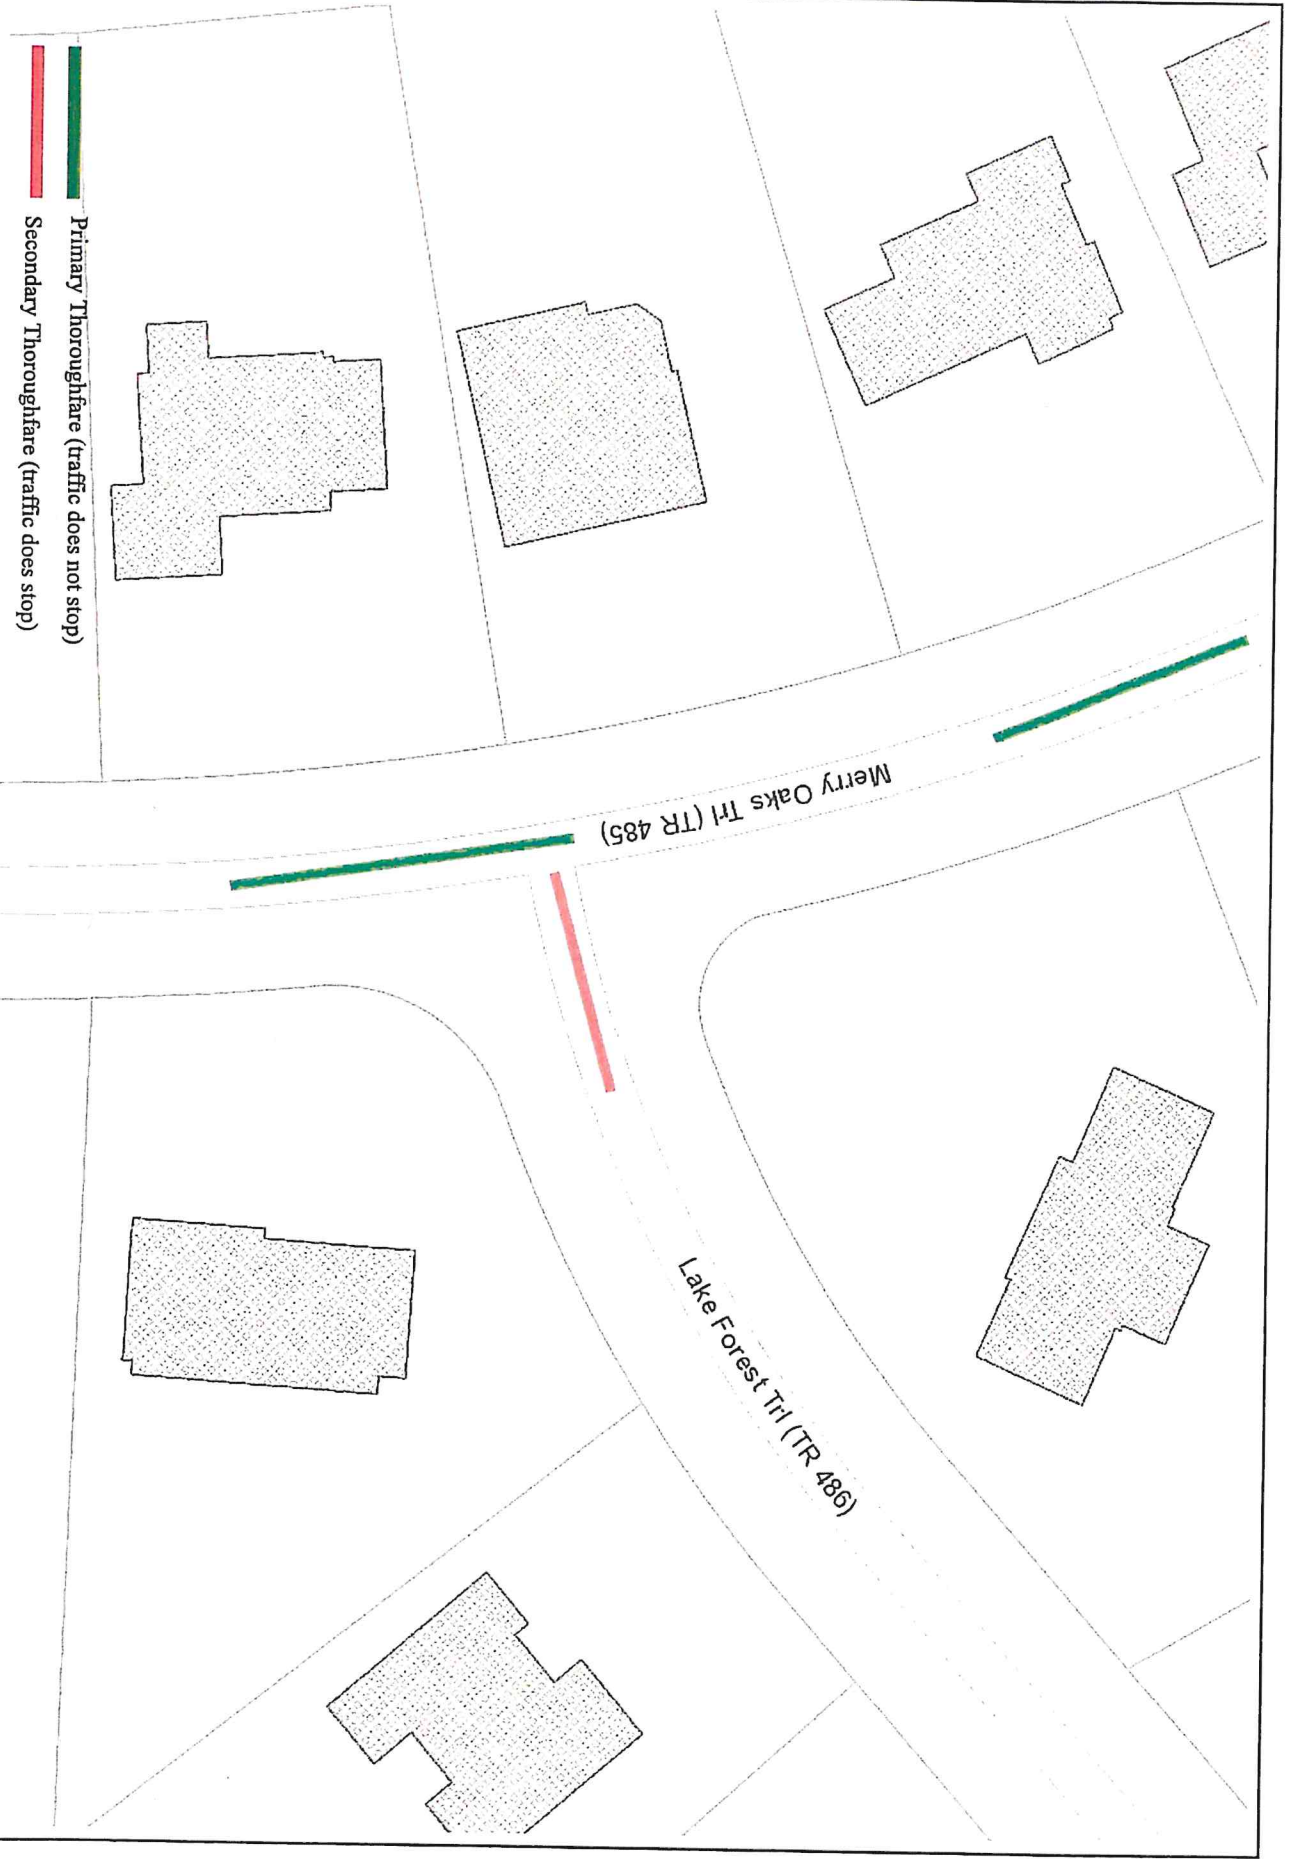 Merry Oaks Trl (TR 485)
Lake Forest Trl (TR 486)
Primary Thoroughfare (traffic does not stop)
Secondary Thoroughfare (traffic does stop)